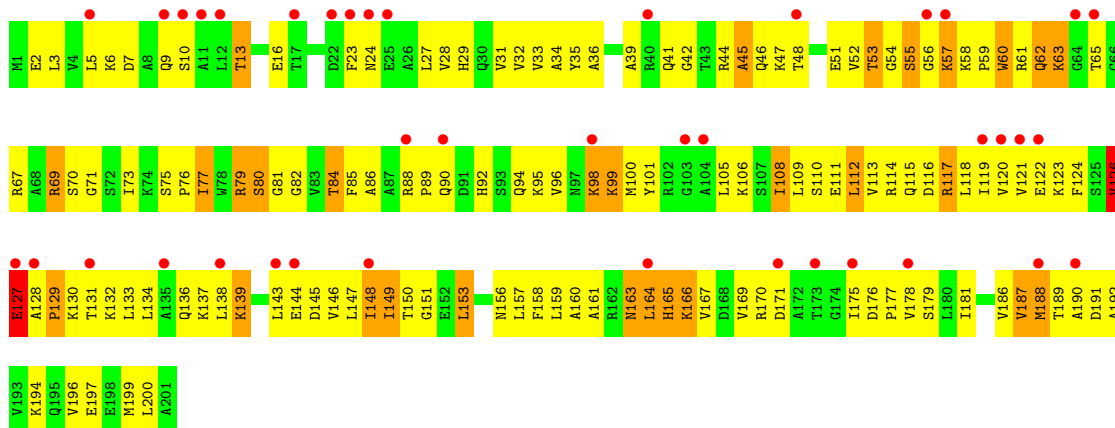 M1 E2 L3 V4 L5 K6 D7 A8 Q9 S10 A11 L12 T13 E16 T17 D22 F23 N24 E25 A26 L27 V28 H29 Q30 V31 V32 V33 A34 Y35 A36 A39 R40 Q41 G42 T43 R44 A45 Q46 K47 T48 E51 V52 T53 G54 S55 G56 K57 K58 P59 W60 R61 Q62 K63 G64 T65 G66
R67 A68 R69 S70 G71 S72 I73 K74 S75 P76 I77 W78 R79 S80 G81 G82 V83 T84 F85 A86 A87 R88 P89 Q90 D91 H92 S93 Q94 K95 V96 N97 K98 K99 M100 Y101 R102 G103 A104 L105 K106 S107 I108 L109 S110 E111 L112 V113 R114 Q115 D116 R117 L118 I119 V120 V121 E122 K123 F124 S125 V126
E127 A128 P129 K130 T131 K132 L133 L134 A135 Q136 K137 L138 K139 L143 E144 D145 V146 L147 I148 I149 T150 G151 E152 L153 N156 L157 F158 L159 A160 A161 R162 N163 L164 H165 K166 V167 D168 V169 R170 D171 A172 T173 G174 I175 D176 P177 V178 S179 L180 I181 V186 V187 M188 T189 A190 D191 A192
V193 K194 Q195 V196 E197 E198 M199 L200 A201